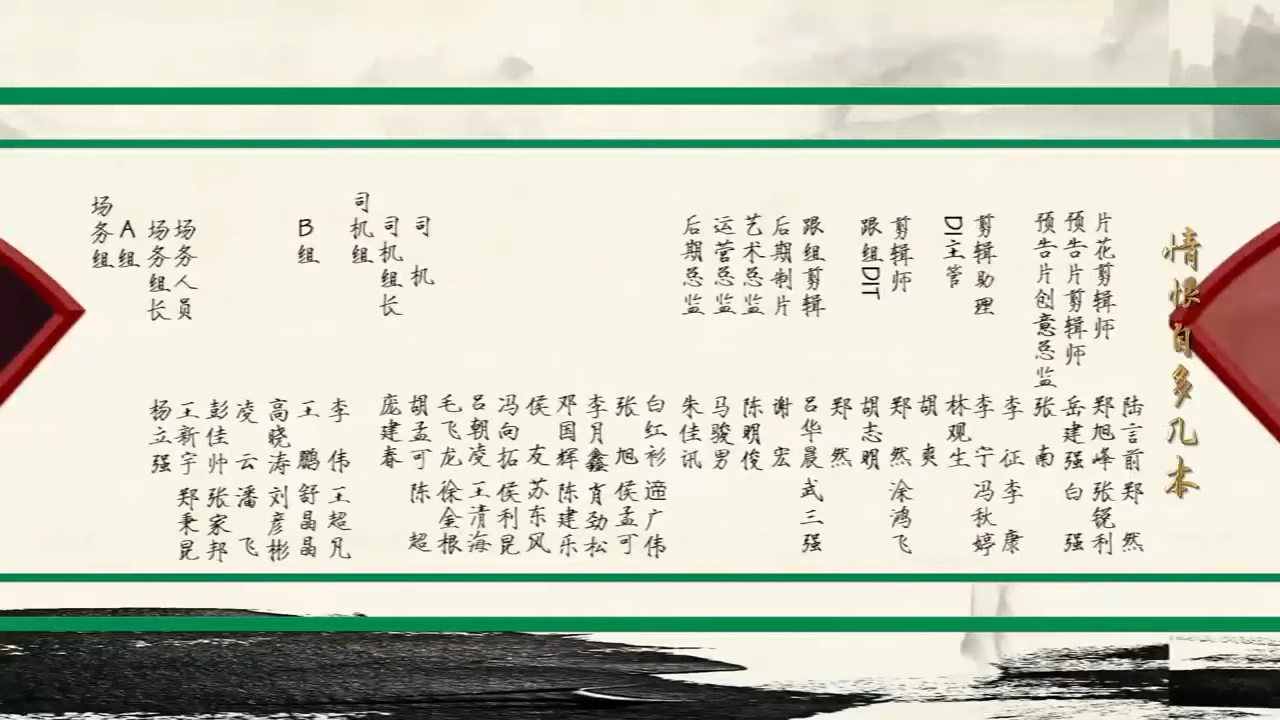 场务组
A组
场务组长 杨立强
场务人员 王新宇 郑秉昆
彭佳帅 张家邦
凌云 潘飞
高晓涛 刘彦彬
B组 王鹏 舒晶晶
李伟 王超凡
司机组
司机组长 庞建春
司机 胡孟可 陈超
毛飞龙 徐全根
吕朝凌 王清海
冯向拓 侯利昆
侯友 苏东风
邓国辉 陈建乐
李月鑫 肖劲松
张旭 侯孟可
白红衫 广伟
后期总监 朱佳讯
运营总监 马骏男
艺术总监 陈明俊
后期制片 谢宏
跟组剪辑 吕华晨 武三强
郑然
跟组DIT 胡志明
剪辑师 郑然 涂鸿飞
胡爽
DI主管 林观生
剪辑助理 李宁 冯秋婷
李征 李康
预告片创意总监 张南
预告片剪辑师 岳建强 白强
片花剪辑师 郑旭峰 张锐利
陆言前 郑然
情恨自多几本